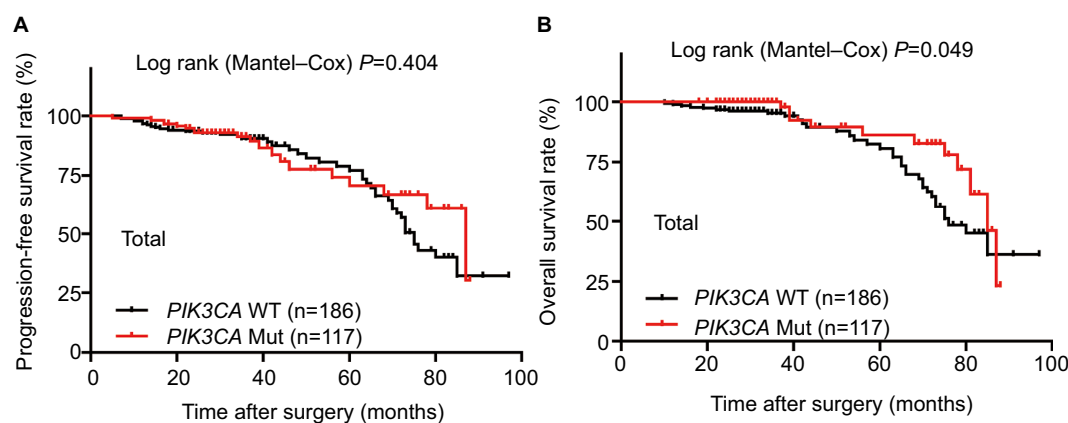 A
Log rank (Mantel–Cox) P=0.404
Progression-free survival rate (%)
100
75
50
25
0
Total
PIK3CA WT (n=186)
PIK3CA Mut (n=117)
0 20 40 60 80 100
Time after surgery (months)
B
Log rank (Mantel–Cox) P=0.049
Overall survival rate (%)
100
75
50
25
0
Total
PIK3CA WT (n=186)
PIK3CA Mut (n=117)
0 20 40 60 80 100
Time after surgery (months)